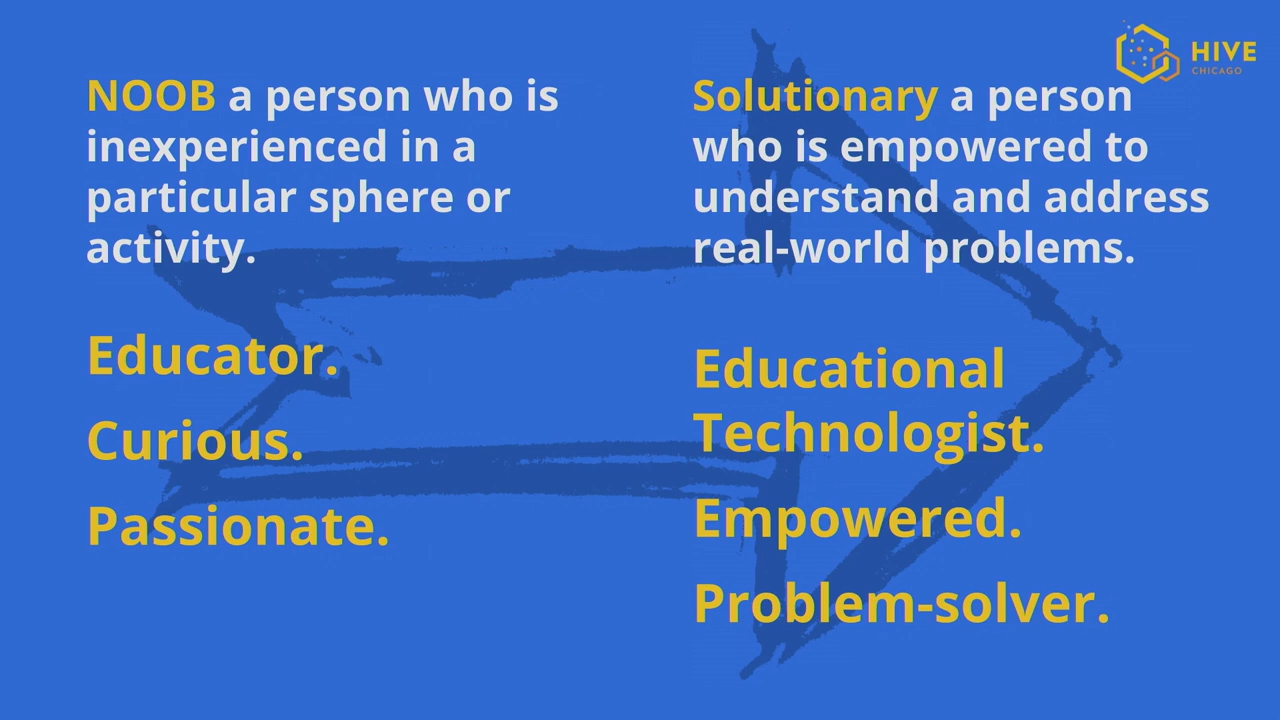 NOOB a person who is
inexperienced in a
particular sphere or
activity.
Educator.
Curious.
Passionate.
HIVE
CHICAGO
Solutionary a person
who is empowered to
understand and address
real-world problems.
Educational
Technologist.
Empowered.
Problem-solver.